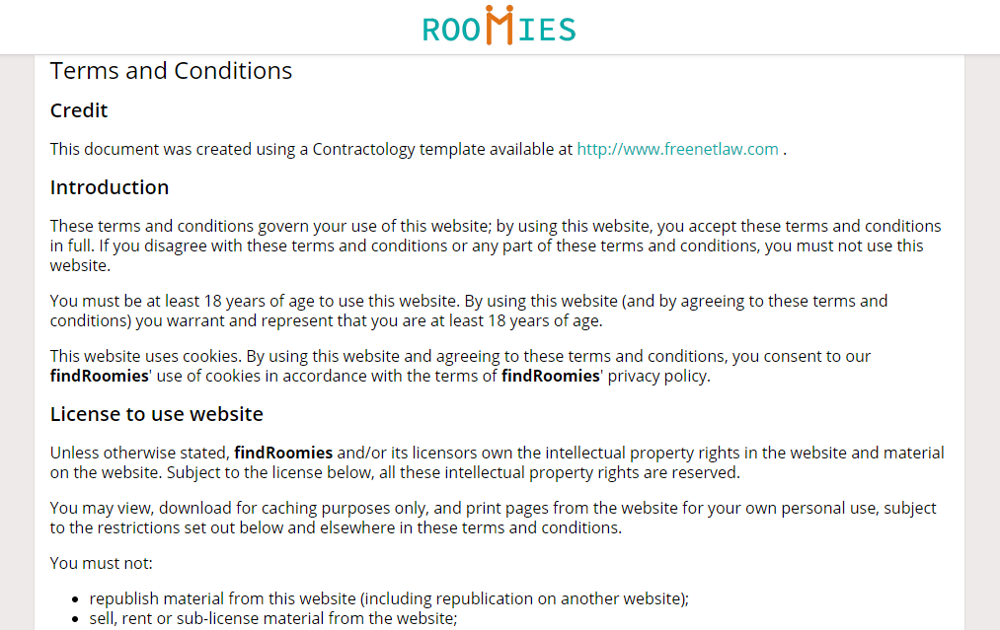 ROOMIES
Terms and Conditions
Credit
This document was created using a Contractology template available at http://www.freenetlaw.com .
Introduction
These terms and conditions govern your use of this website; by using this website, you accept these terms and conditions
in full. If you disagree with these terms and conditions or any part of these terms and conditions, you must not use this
website.
You must be at least 18 years of age to use this website. By using this website (and by agreeing to these terms and
conditions) you warrant and represent that you are at least 18 years of age.
This website uses cookies. By using this website and agreeing to these terms and conditions, you consent to our
findRoomies' use of cookies in accordance with the terms of findRoomies' privacy policy.
License to use website
Unless otherwise stated, findRoomies and/or its licensors own the intellectual property rights in the website and material
on the website. Subject to the license below, all these intellectual property rights are reserved.
You may view, download for caching purposes only, and print pages from the website for your own personal use, subject
to the restrictions set out below and elsewhere in these terms and conditions.
You must not:
• republish material from this website (including republication on another website);
• sell, rent or sub-license material from the website;